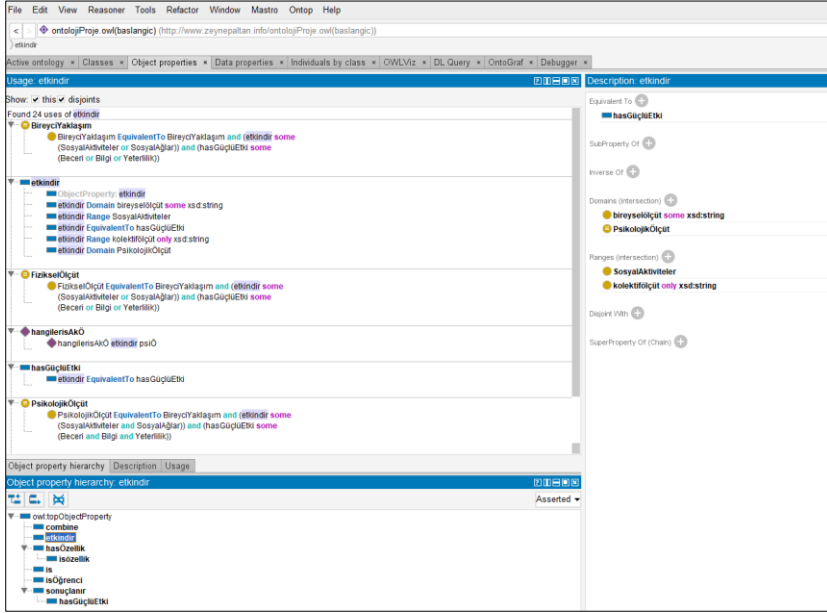 File Edit View Reasoner Tools Refactor Window Mastro Ontop Help
< > ontolojiProje.owl(baslangic) (http://www.zeynepaltan.info/ontolojiProje.owl(baslangic))
etkindir
Active ontology × Classes × Object properties × Data properties × Individuals by class × OWLViz × DL Query × OntoGraf × Debugger ×
Usage: etkindir
Show: this disjoints
Found 24 uses of etkindir
BireyciYaklaşım
BireyciYaklaşım EquivalentTo BireyciYaklaşım and (etkindir some
(SosyalAktiviteler or SosyalAğlar)) and (hasGüçlüEtki some
(Beceri or Bilgi or Yeterlilik))
etkindir
ObjectProperty: etkindir
etkindir Domain bireyselölçüt some xsd:string
etkindir Range SosyalAktiviteler
etkindir EquivalentTo hasGüçlüEtki
etkindir Range kolektifölçüt only xsd:string
etkindir Domain PsikolojikÖlçüt
FizikselÖlçüt
FizikselÖlçüt EquivalentTo BireyciYaklaşım and (etkindir some
(SosyalAktiviteler or SosyalAğlar)) and (hasGüçlüEtki some
(Beceri or Bilgi or Yeterlilik))
hangilerisAkÖ
hangilerisAkÖ etkindir psiÖ
hasGüçlüEtki
etkindir EquivalentTo hasGüçlüEtki
PsikolojikÖlçüt
PsikolojikÖlçüt EquivalentTo BireyciYaklaşım and (etkindir some
(SosyalAktiviteler and SosyalAğlar)) and (hasGüçlüEtki some
(Beceri and Bilgi and Yeterlilik))
Object property hierarchy Description Usage
Object property hierarchy: etkindir
Asserted
owl:topObjectProperty
combine
etkindir
hasÖzellik
isözellik
is
isÖğrenci
sonuçlanır
hasGüçlüEtki
Description: etkindir
Equivalent To
hasGüçlüEtki
SubProperty Of
Inverse Of
Domains (intersection)
bireyselölçüt some xsd:string
PsikolojikÖlçüt
Ranges (intersection)
SosyalAktiviteler
kolektifölçüt only xsd:string
Disjoint With
SuperProperty Of (Chain)